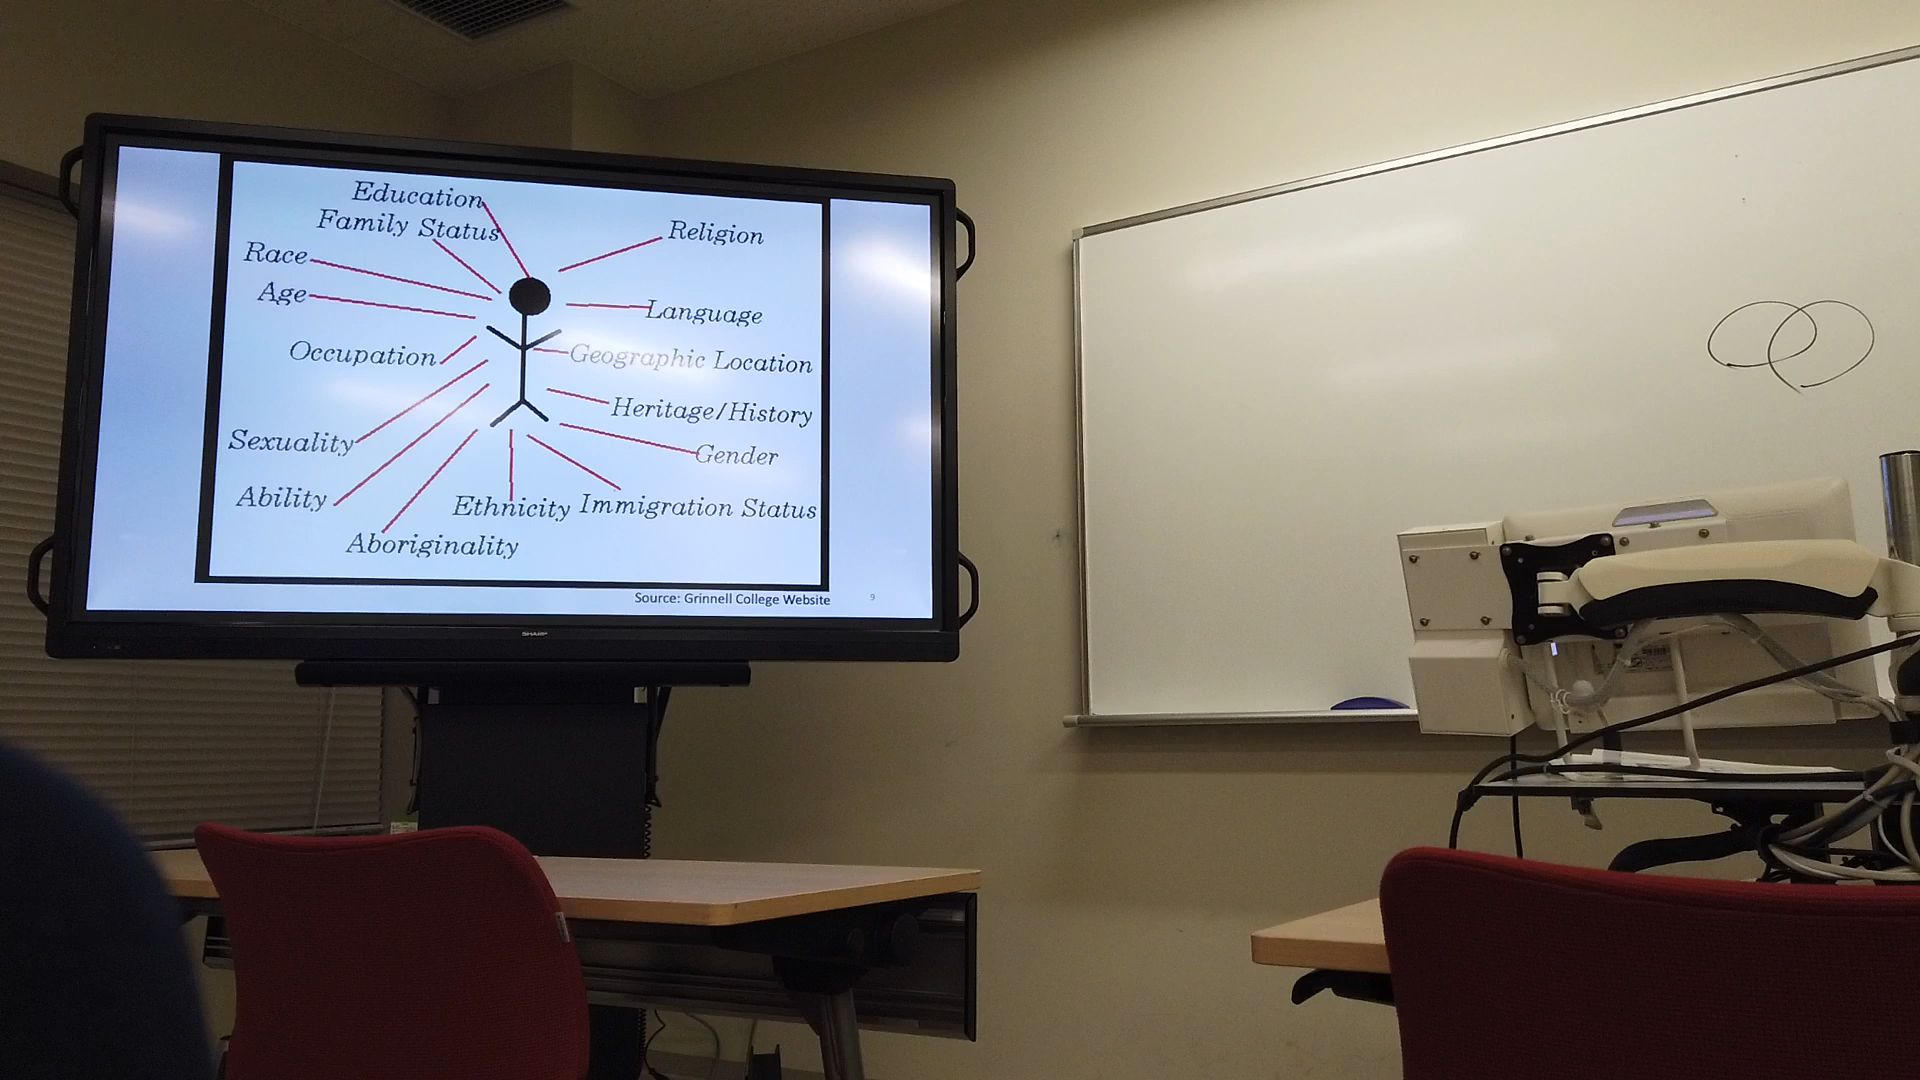 Education
Family Status
Religion
Race
Age
Language
Occupation
Geographic Location
Heritage/History
Sexuality
Gender
Ability
Ethnicity
Immigration Status
Aboriginality
Source: Grinnell College Website
9
SHARP